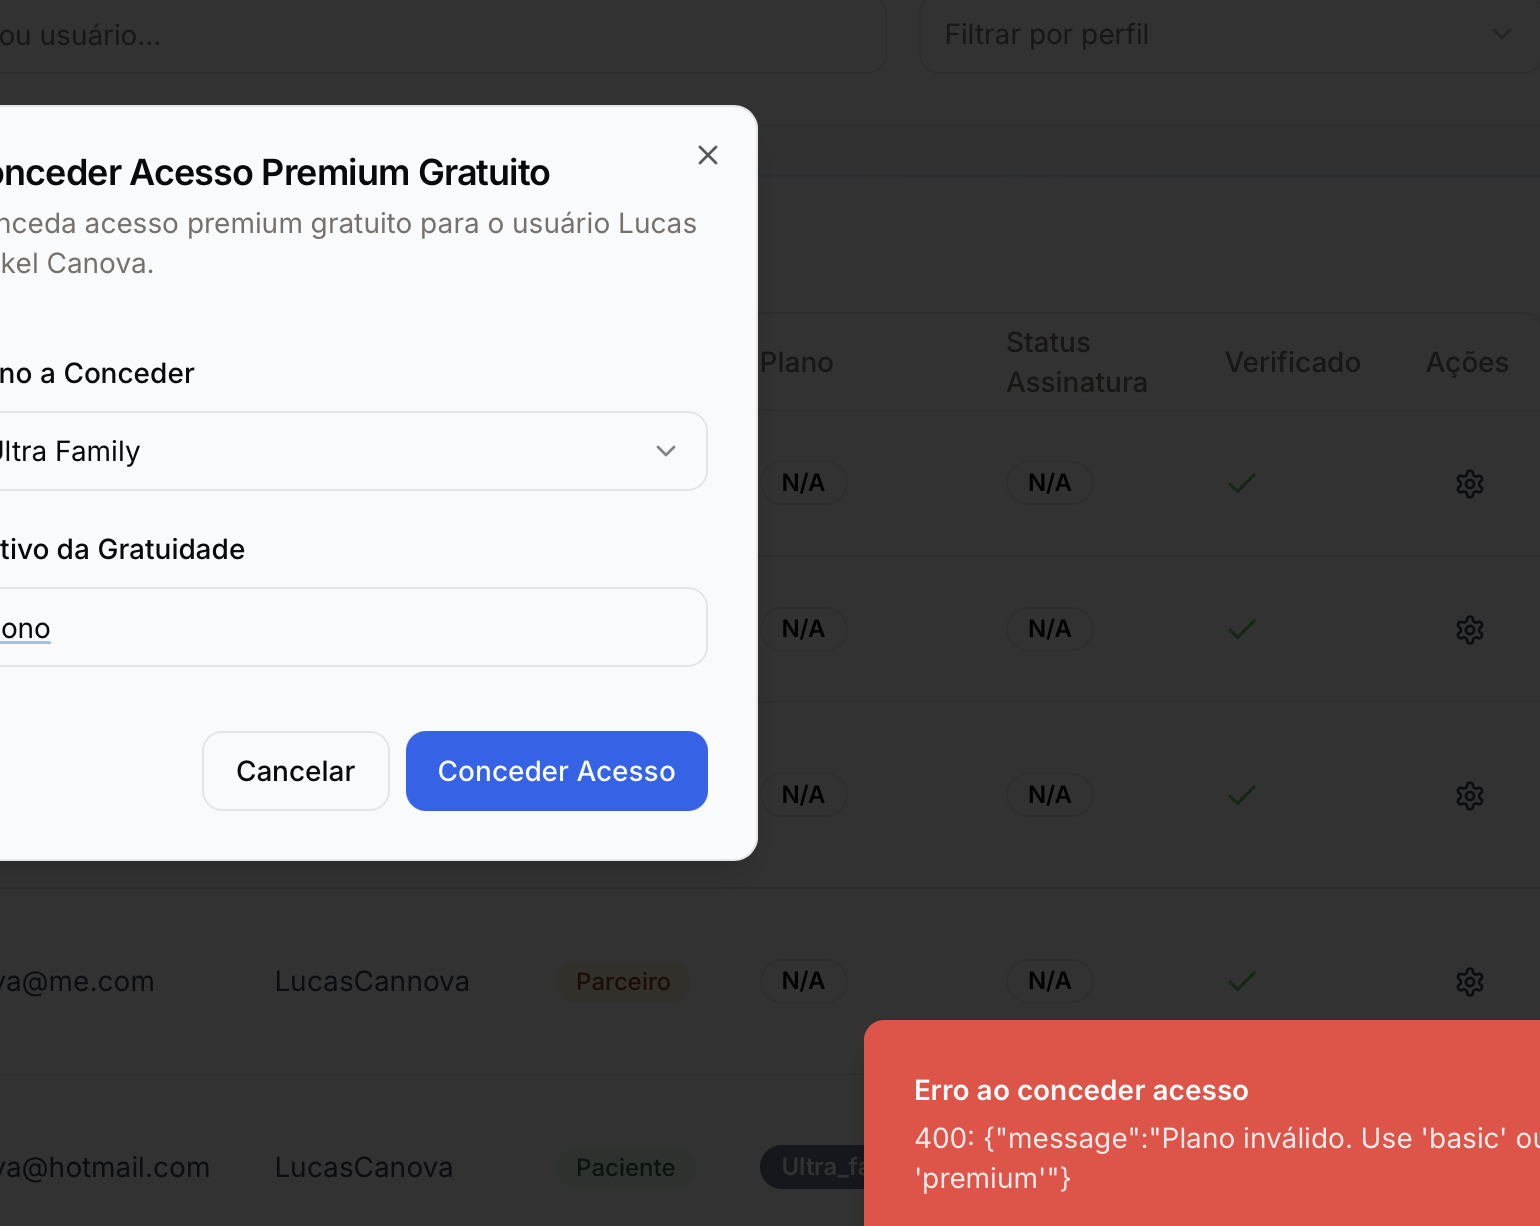 ou usuário...
Filtrar por perfil
onceder Acesso Premium Gratuito
nceda acesso premium gratuito para o usuário Lucas
kel Canova.
no a Conceder
Ultra Family
tivo da Gratuidade
ono
Cancelar
Conceder Acesso
Plano
Status
Assinatura
Verificado
Ações
N/A
N/A
N/A
N/A
N/A
N/A
va@me.com
LucasCannova
Parceiro
N/A
N/A
va@hotmail.com
LucasCanova
Paciente
Ultra_fa
Erro ao conceder acesso
400: {"message":"Plano inválido. Use 'basic' ou
'premium'"}